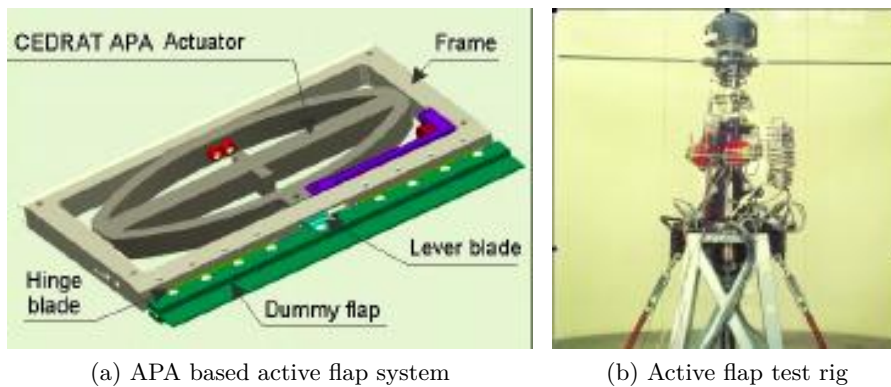 CEDRAT APA Actuator
Frame
Lever blade
Hinge
blade
Dummy flap
(a) APA based active flap system
(b) Active flap test rig